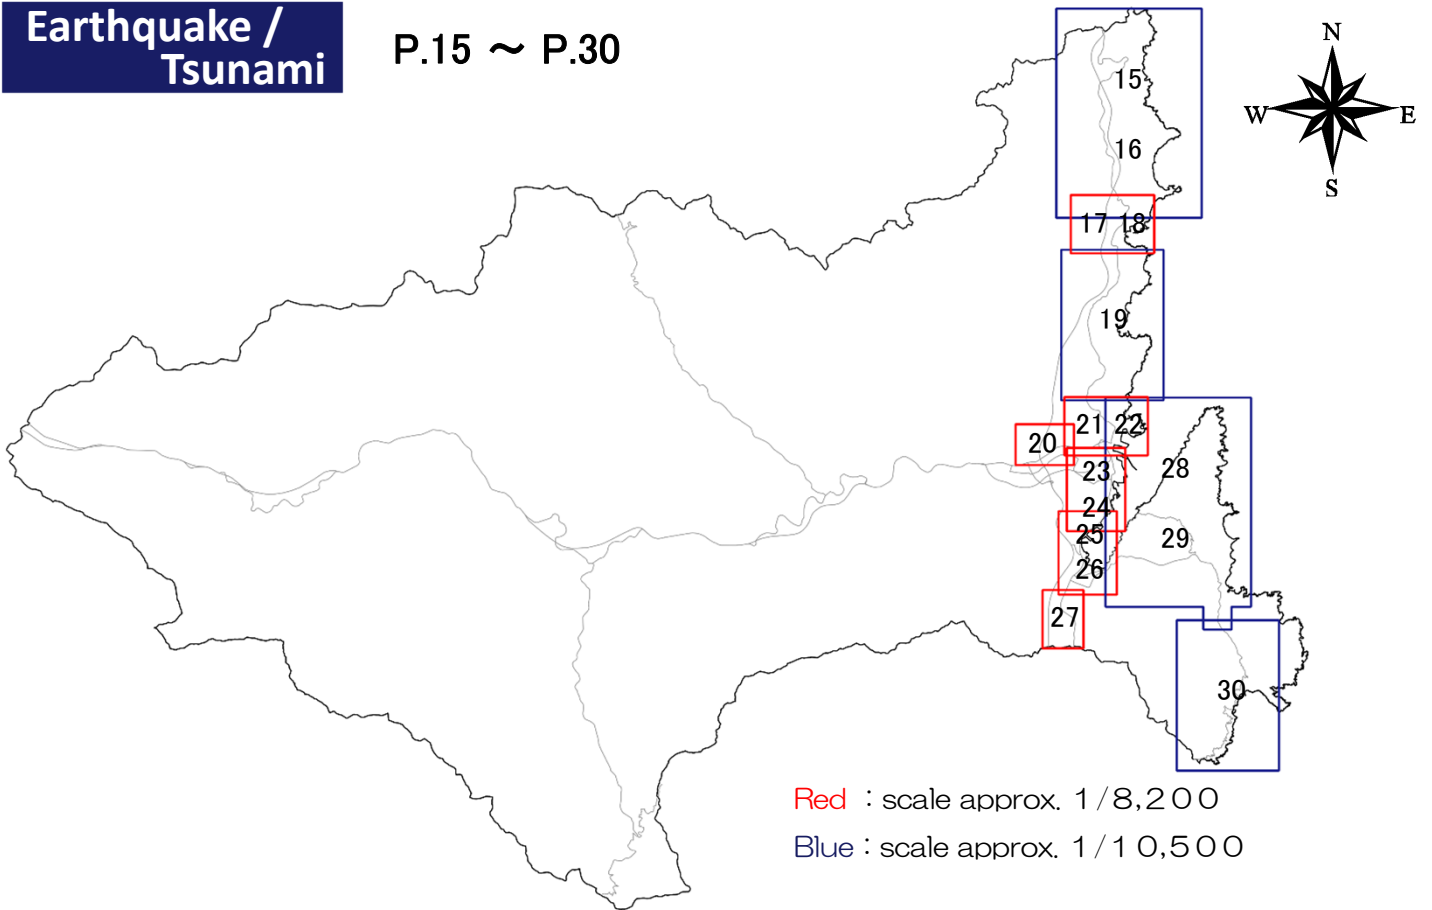 Earthquake /
Tsunami
P.15 ～ P.30
N
W E
S
15
16
17 18
19
20
21 22
23
24
25
26
27
28
29
30
Red : scale approx. 1/8,200
Blue : scale approx. 1/10,500